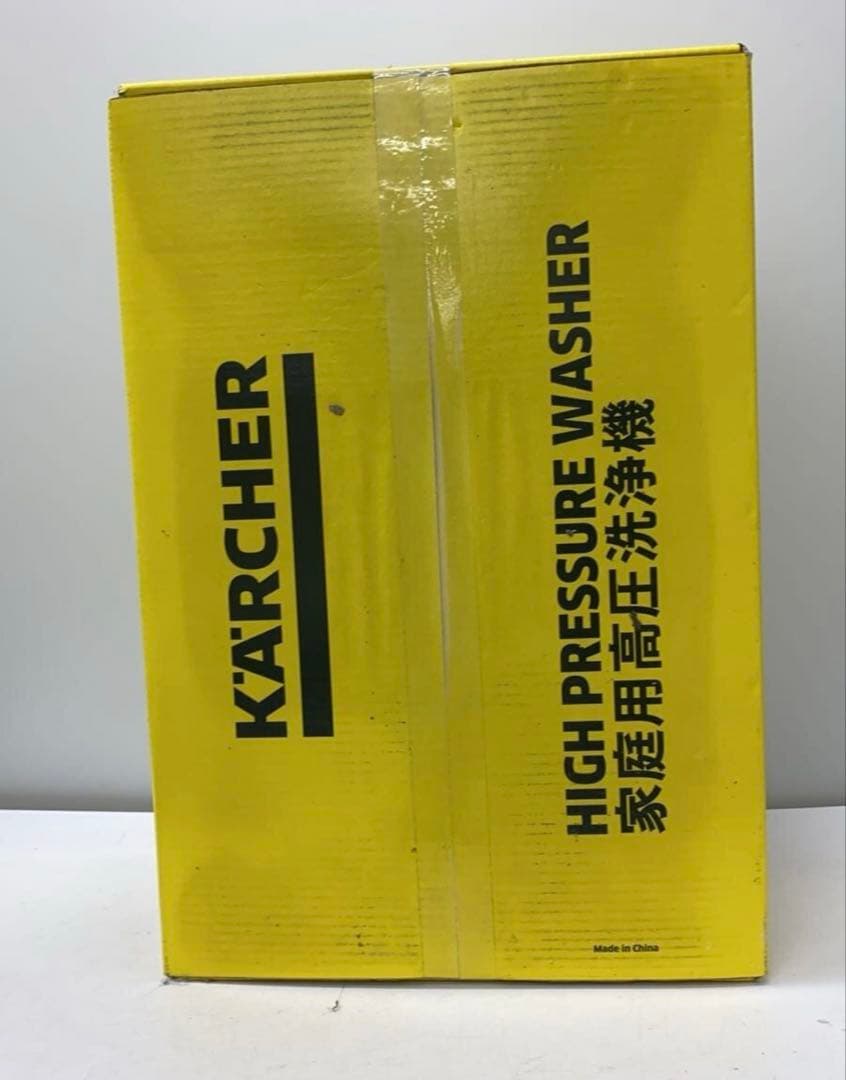 KÄRCHER
HIGH PRESSURE WASHER
家庭用高圧洗浄機
Made in China